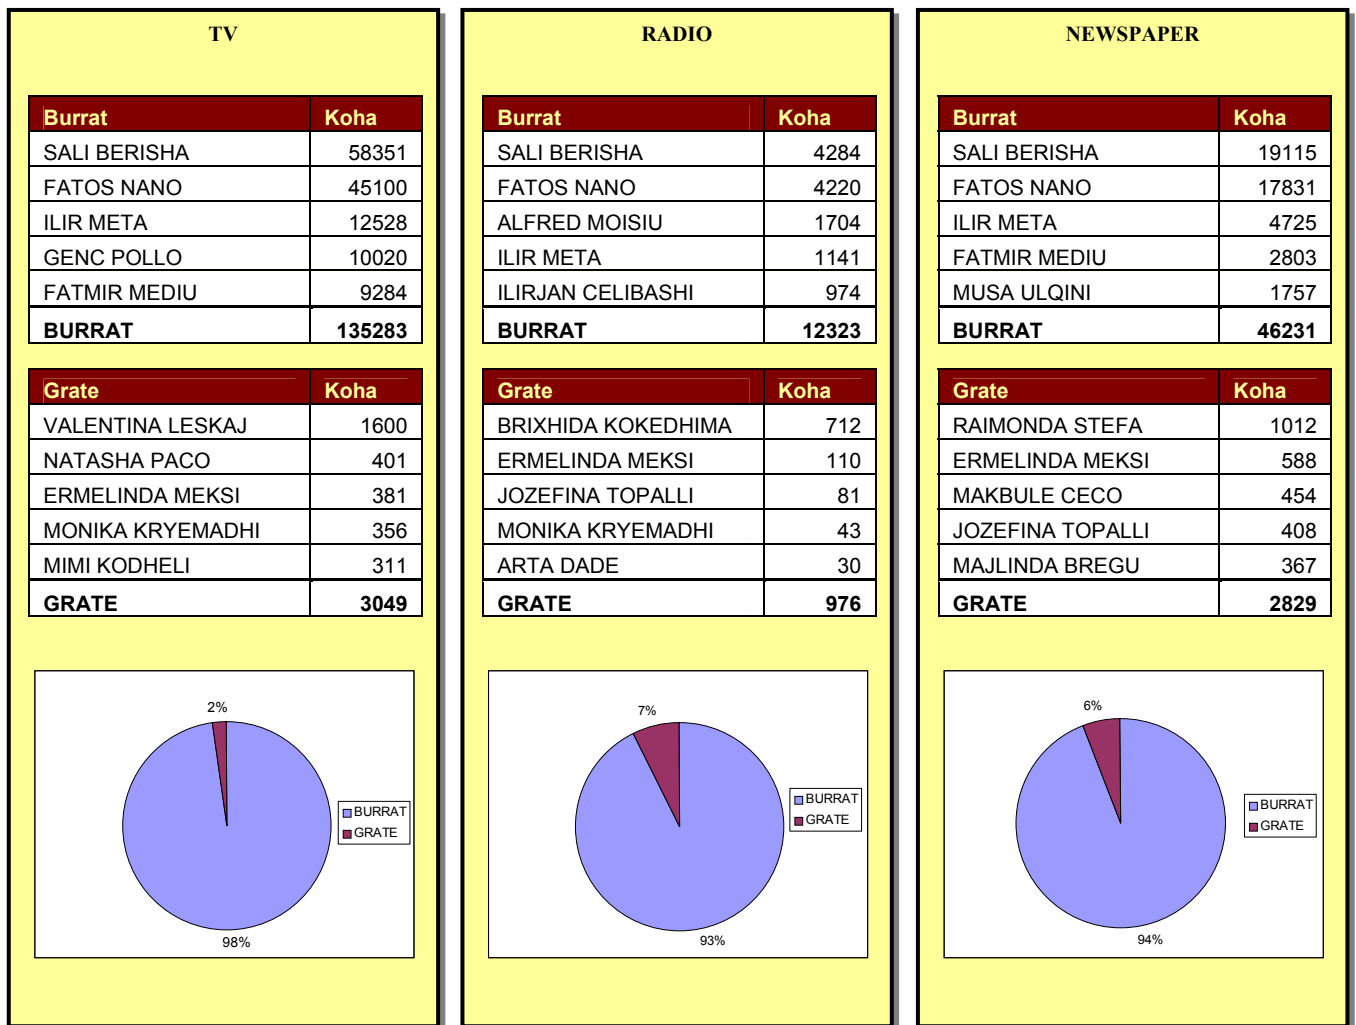 TV
Burrat Koha
SALI BERISHA 58351
FATOS NANO 45100
ILIR META 12528
GENC POLLO 10020
FATMIR MEDIU 9284
BURRAT 135283
Grate Koha
VALENTINA LESKAJ 1600
NATASHA PACO 401
ERMELINDA MEKSI 381
MONIKA KRYEMADHI 356
MIMI KODHELI 311
GRATE 3049
2%
BURRAT
GRATE
98%
RADIO
Burrat Koha
SALI BERISHA 4284
FATOS NANO 4220
ALFRED MOISIU 1704
ILIR META 1141
ILIRJAN CELIBASHI 974
BURRAT 12323
Grate Koha
BRIXHIDA KOKEDHIMA 712
ERMELINDA MEKSI 110
JOZEFINA TOPALLI 81
MONIKA KRYEMADHI 43
ARTA DADE 30
GRATE 976
7%
BURRAT
GRATE
93%
NEWSPAPER
Burrat Koha
SALI BERISHA 19115
FATOS NANO 17831
ILIR META 4725
FATMIR MEDIU 2803
MUSA ULQINI 1757
BURRAT 46231
Grate Koha
RAIMONDA STEFA 1012
ERMELINDA MEKSI 588
MAKBULE CECO 454
JOZEFINA TOPALLI 408
MAJLINDA BREGU 367
GRATE 2829
6%
BURRAT
GRATE
94%